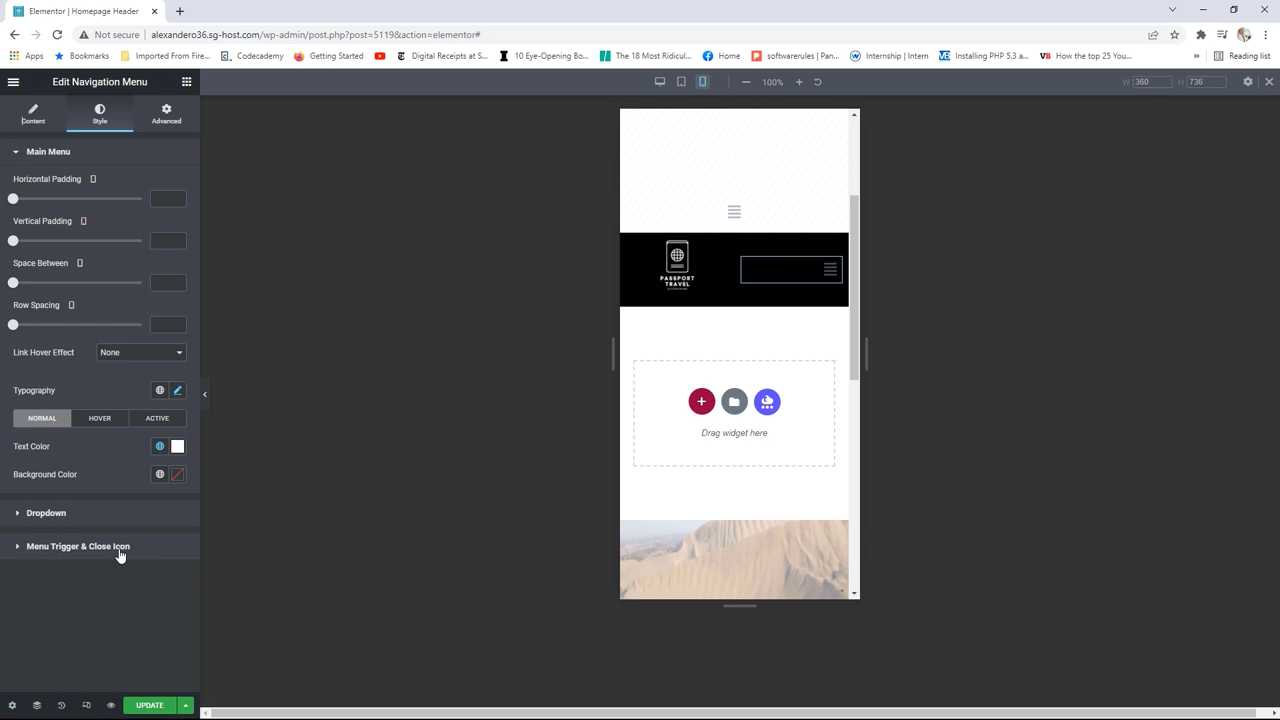 Elementor | Homepage Header
Not secure | alexandero36.sg-host.com/wp-admin/post.php?post=5119&action=elementor#
Apps Bookmarks Imported From Fire... Codecademy Getting Started Digital Receipts at S... 10 Eye-Opening Bo... The 18 Most Ridicul... Home softwarerules | Pan... Internship | Intern Installing PHP 5.3 a... How the top 25 You... » Reading list
Edit Navigation Menu
100%
W 360 H 736
Content Style Advanced
Main Menu
Horizontal Padding
Vertical Padding
Space Between
Row Spacing
Link Hover Effect None
Typography
NORMAL HOVER ACTIVE
Text Color
Background Color
Dropdown
Menu Trigger & Close Icon
UPDATE
PASSPORT
TRAVEL
Drag widget here